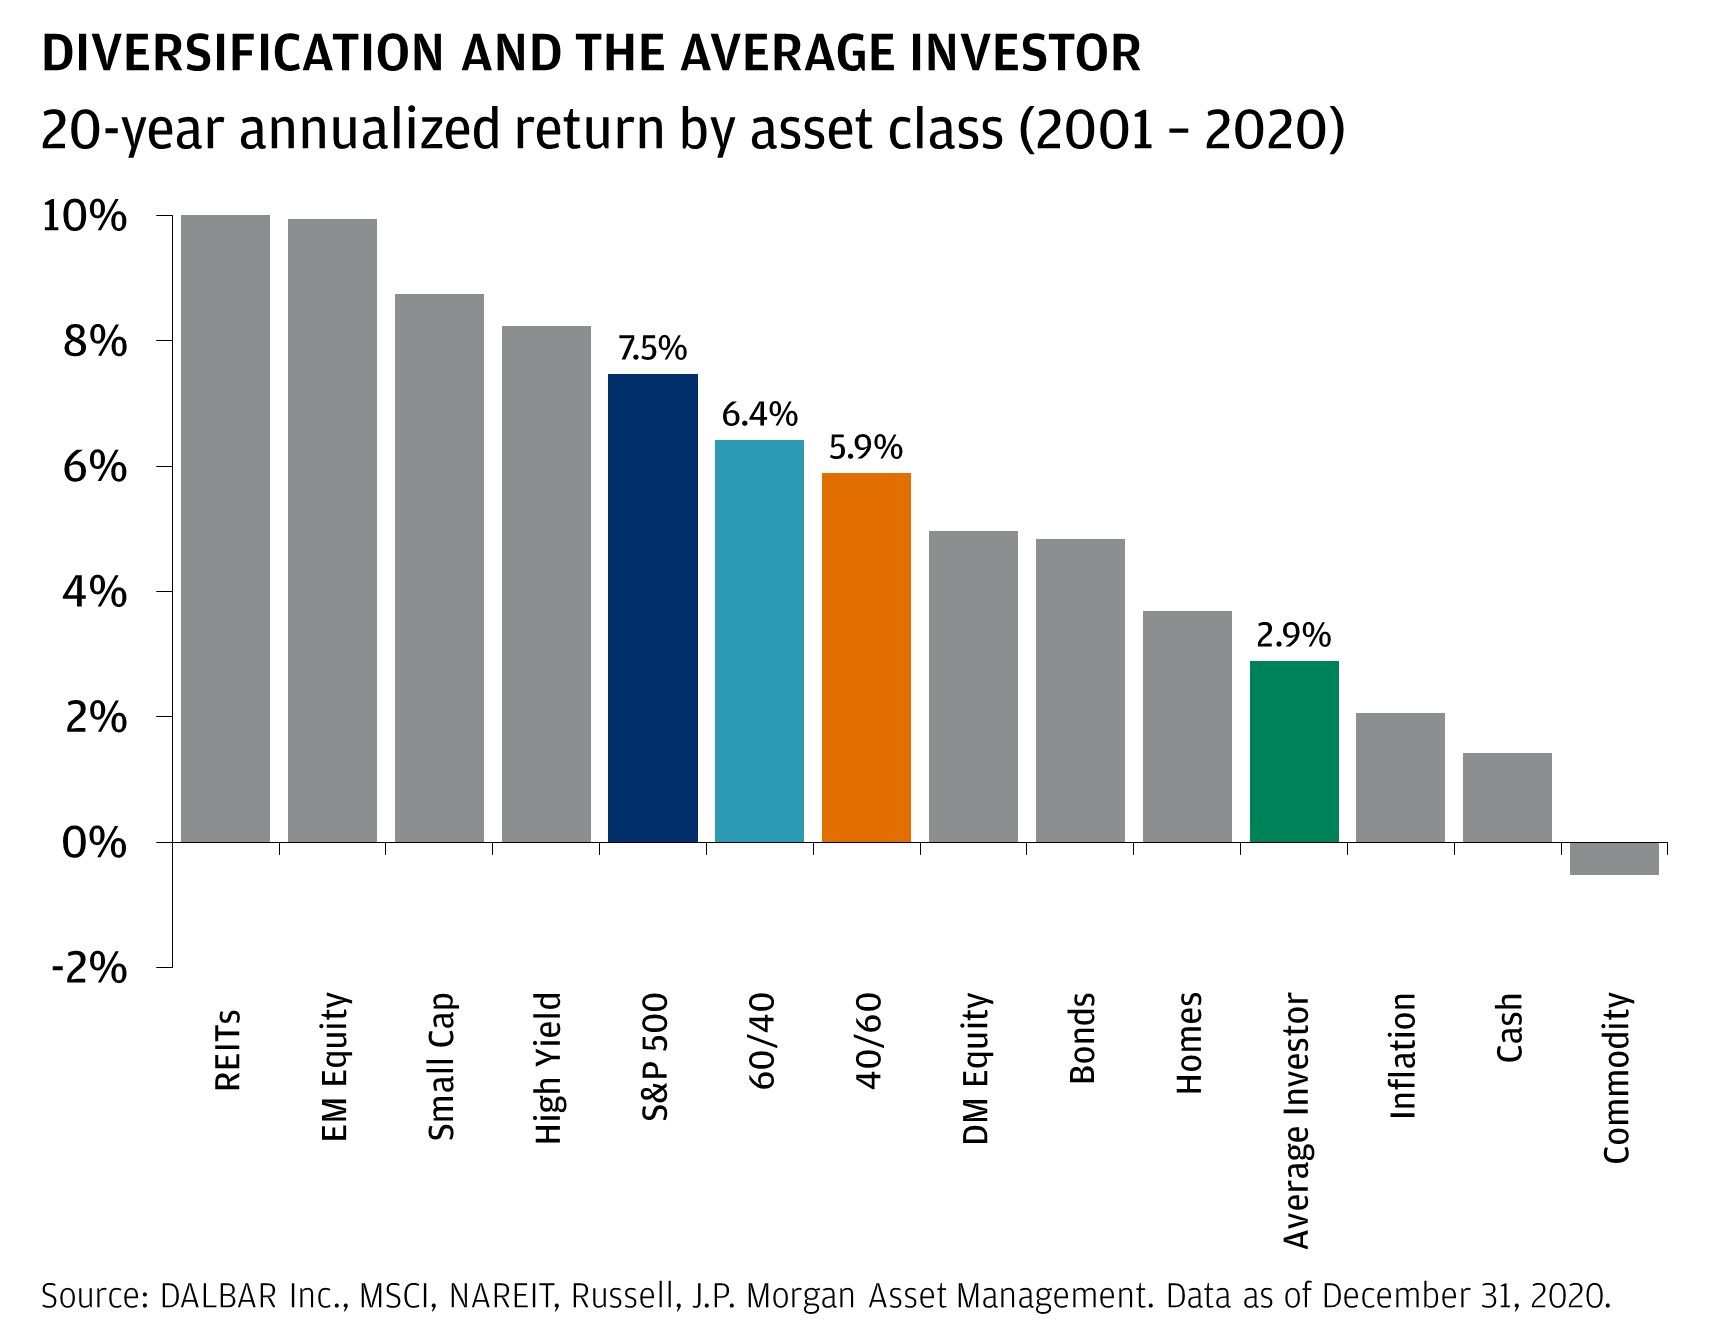 DIVERSIFICATION AND THE AVERAGE INVESTOR
20-year annualized return by asset class (2001 – 2020)
10%
8%
6%
4%
2%
0%
-2%
7.5%
6.4%
5.9%
2.9%
REITs
EM Equity
Small Cap
High Yield
S&P 500
60/40
40/60
DM Equity
Bonds
Homes
Average Investor
Inflation
Cash
Commodity
Source: DALBAR Inc., MSCI, NAREIT, Russell, J.P. Morgan Asset Management. Data as of December 31, 2020.